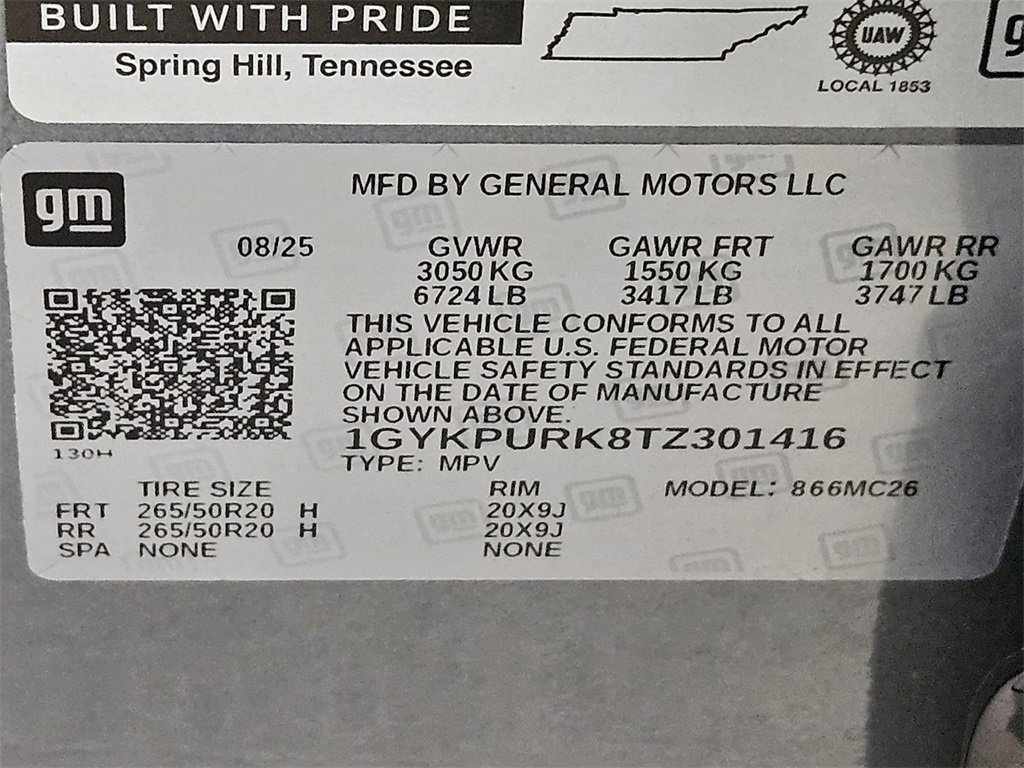 BUILT WITH PRIDE
Spring Hill, Tennessee
UAW
LOCAL 1853
g
gm
MFD BY GENERAL MOTORS LLC
08/25 GVWR GAWR FRT GAWR RR
3050 KG 1550 KG 1700 KG
6724 LB 3417 LB 3747 LB
THIS VEHICLE CONFORMS TO ALL
APPLICABLE U.S. FEDERAL MOTOR
VEHICLE SAFETY STANDARDS IN EFFECT
ON THE DATE OF MANUFACTURE
SHOWN ABOVE.
1GYKPURK8TZ301416
130H
TYPE: MPV
TIRE SIZE RIM MODEL: 866MC26
FRT 265/50R20 H 20X9J
RR 265/50R20 H 20X9J
SPA NONE NONE